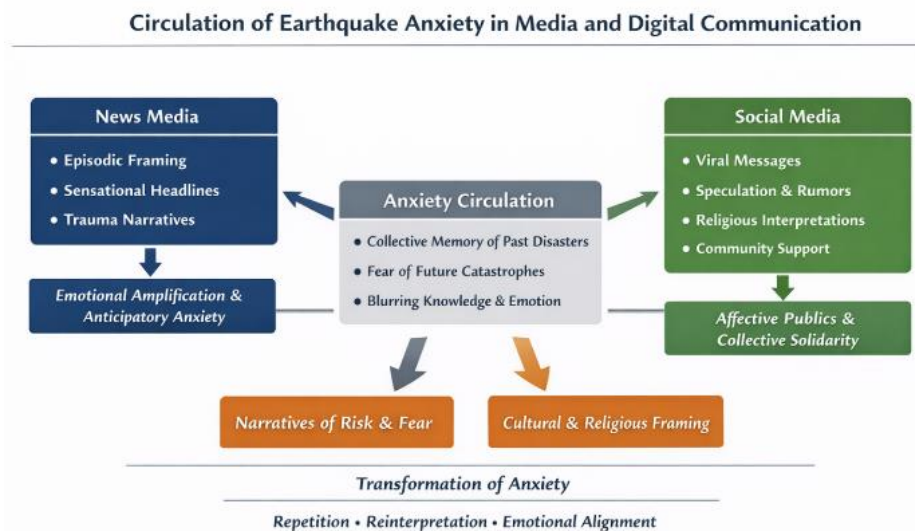 Circulation of Earthquake Anxiety in Media and Digital Communication
News Media
• Episodic Framing
• Sensational Headlines
• Trauma Narratives
Emotional Amplification &
Anticipatory Anxiety
Anxiety Circulation
• Collective Memory of Past Disasters
• Fear of Future Catastrophes
• Blurring Knowledge & Emotion
Social Media
• Viral Messages
• Speculation & Rumors
• Religious Interpretations
• Community Support
Affective Publics &
Collective Solidarity
Narratives of Risk & Fear
Cultural & Religious Framing
Transformation of Anxiety
Repetition • Reinterpretation • Emotional Alignment